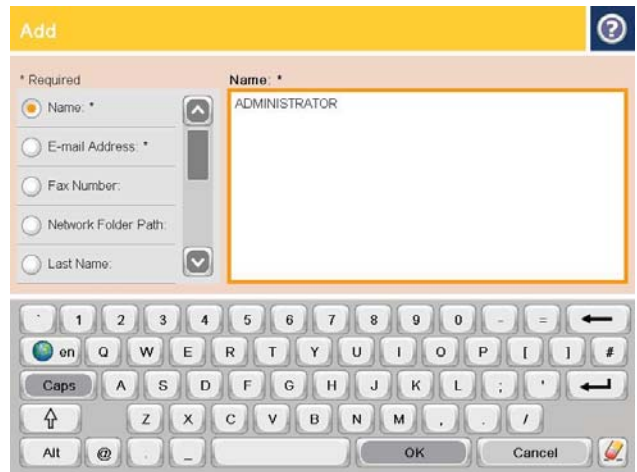 Add
?
* Required
Name: *
Name: *
ADMINISTRATOR
E-mail Address: *
Fax Number:
Network Folder Path:
Last Name:
` 1 2 3 4 5 6 7 8 9 0 - =
en Q W E R T Y U I O P [ ] #
Caps A S D F G H J K L ; '
Z X C V B N M , . /
Alt @ . _ OK Cancel